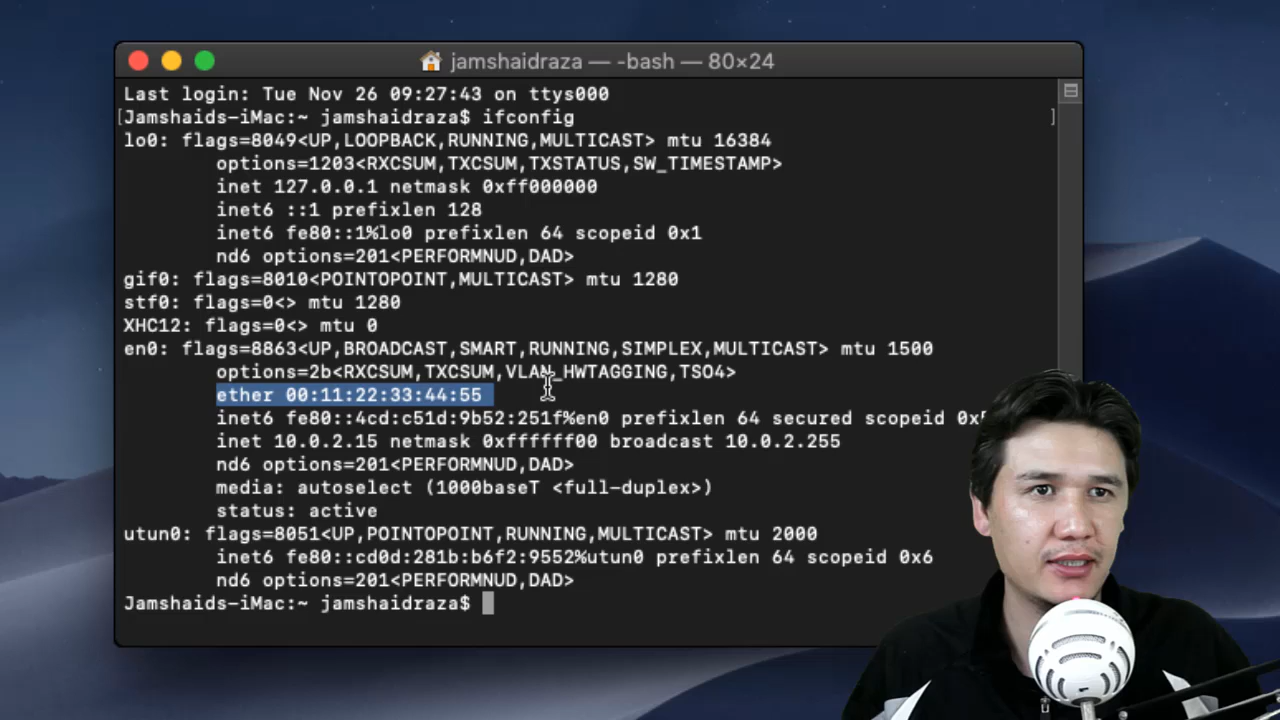 jamshaidraza — -bash — 80×24
Last login: Tue Nov 26 09:27:43 on ttys000
[Jamshaids-iMac:~ jamshaidraza$ ifconfig ]
lo0: flags=8049<UP,LOOPBACK,RUNNING,MULTICAST> mtu 16384
options=1203<RXCSUM,TXCSUM,TXSTATUS,SW_TIMESTAMP>
inet 127.0.0.1 netmask 0xff000000
inet6 ::1 prefixlen 128
inet6 fe80::1%lo0 prefixlen 64 scopeid 0x1
nd6 options=201<PERFORMNUD,DAD>
gif0: flags=8010<POINTOPOINT,MULTICAST> mtu 1280
stf0: flags=0<> mtu 1280
XHC12: flags=0<> mtu 0
en0: flags=8863<UP,BROADCAST,SMART,RUNNING,SIMPLEX,MULTICAST> mtu 1500
options=2b<RXCSUM,TXCSUM,VLAN_HWTAGGING,TSO4>
ether 00:11:22:33:44:55
inet6 fe80::4cd:c51d:9b52:251f%en0 prefixlen 64 secured scopeid
inet 10.0.2.15 netmask 0xffffff00 broadcast 10.0.2.255
nd6 options=201<PERFORMNUD,DAD>
media: autoselect (1000baseT <full-duplex>)
status: active
utun0: flags=8051<UP,POINTOPOINT,RUNNING,MULTICAST> mtu 2000
inet6 fe80::cd0d:281b:b6f2:9552%utun0 prefixlen 64 scopeid 0x6
nd6 options=201<PERFORMNUD,DAD>
Jamshaids-iMac:~ jamshaidraza$